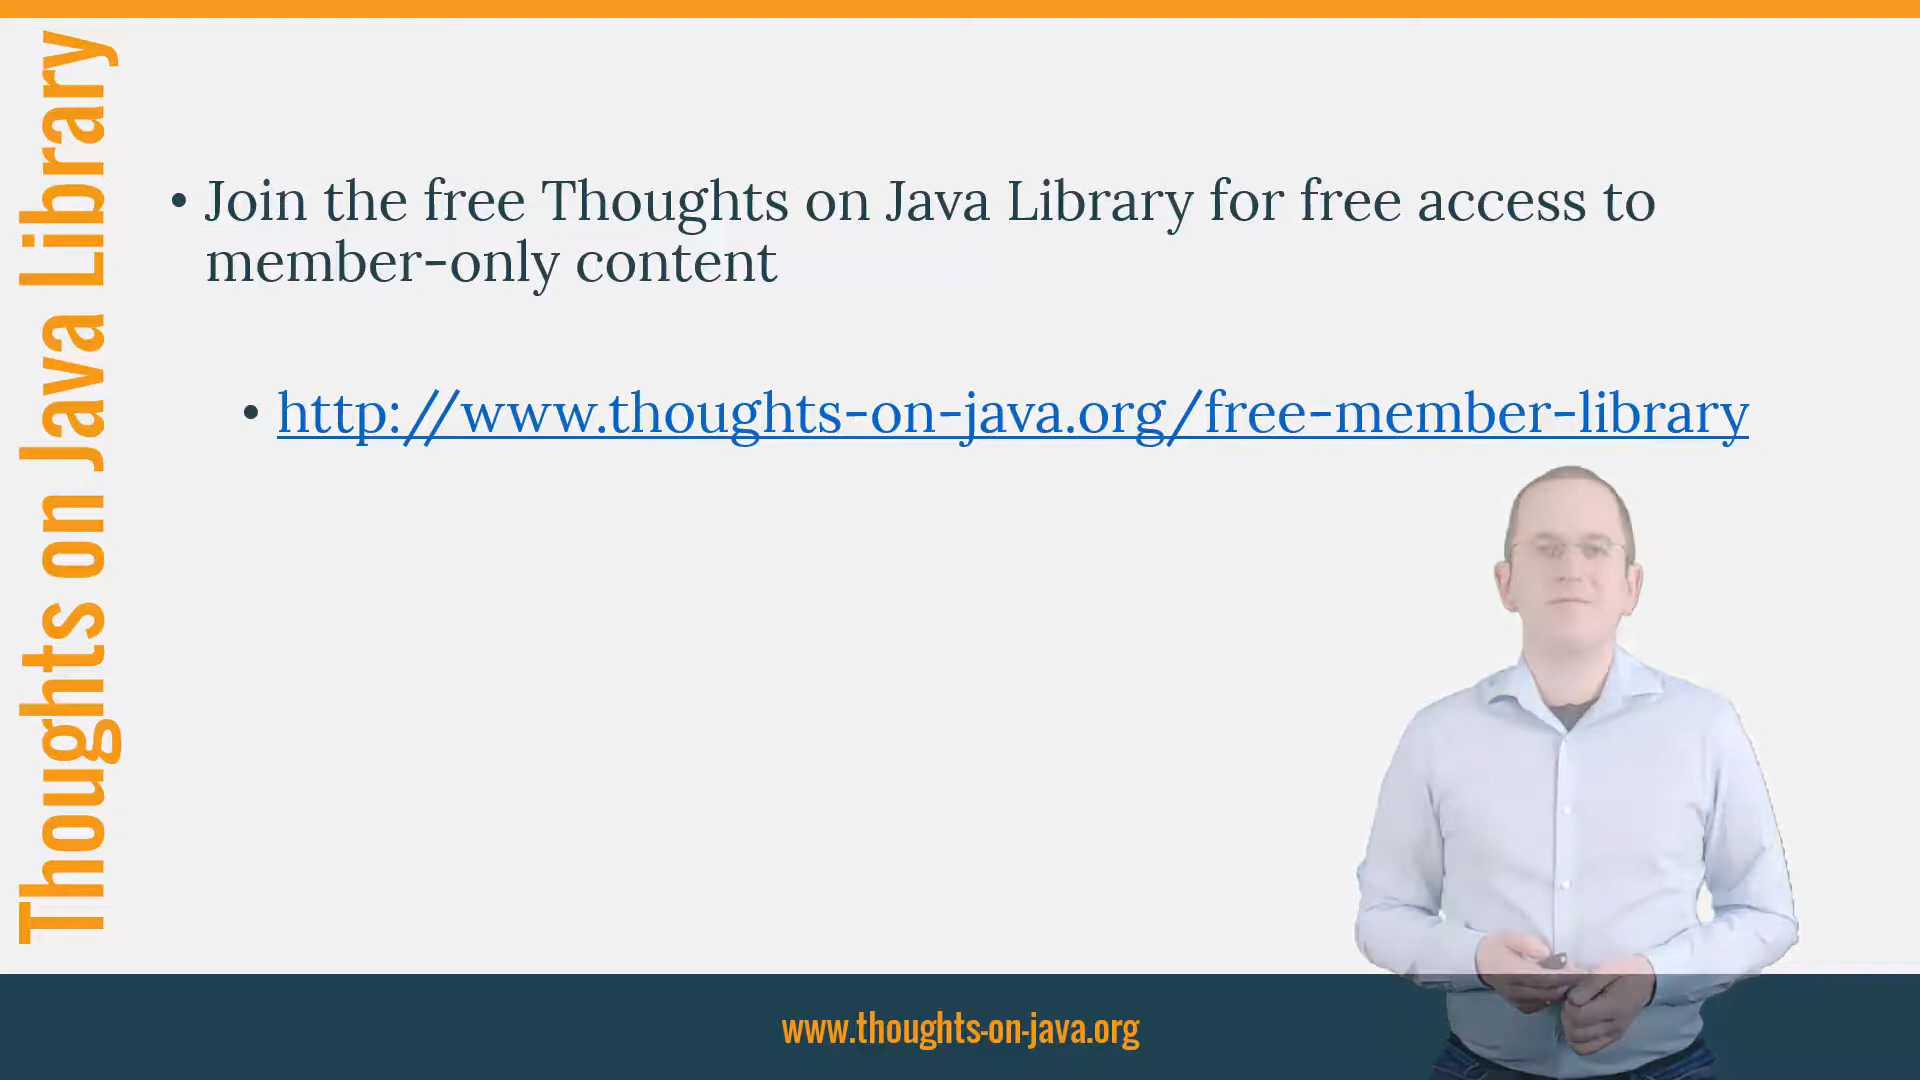 Thoughts on Java Library
• Join the free Thoughts on Java Library for free access to
member-only content
• http://www.thoughts-on-java.org/free-member-library
www.thoughts-on-java.org